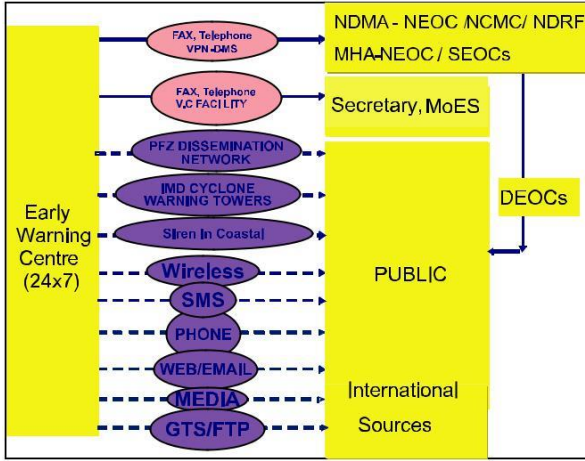 FAX, Telephone
VPN-DMS
NDMA - NEOC /NCMC/ NDRF
MHA-NEOC / SEOCs
FAX, Telephone
V.C FACILITY
Secretary, MoES
PFZ DISSEMINATION
NETWORK
IMD CYCLONE
WARNING TOWERS
DEOCs
Early
Warning
Centre
(24x7)
Siren in Coastal
Wireless
PUBLIC
SMS
PHONE
WEB/EMAIL
International
Sources
MEDIA
GTS/FTP